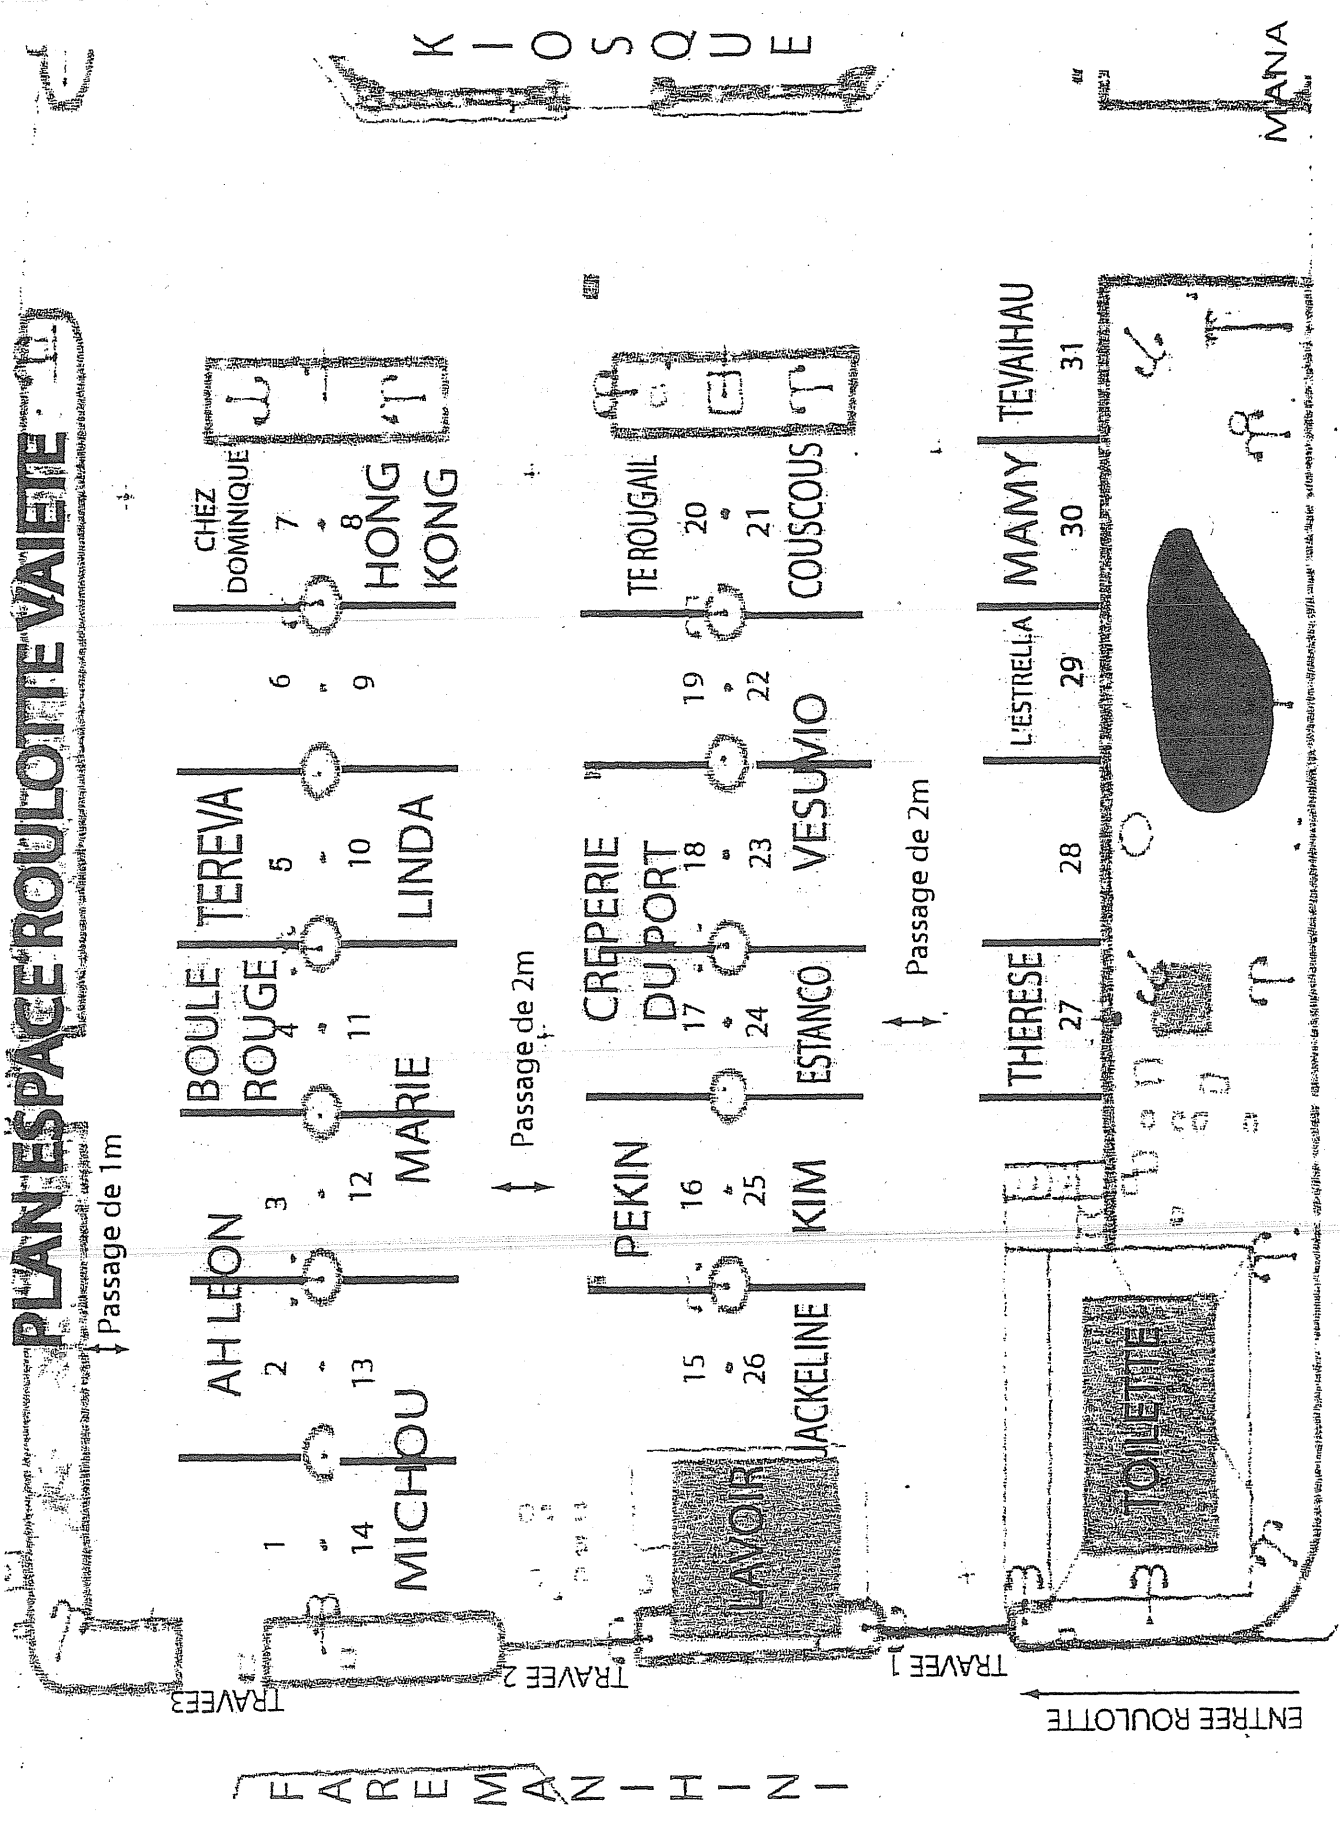 PLAN ESPACE ROULOTTE VAIETE
Passage de 1m
CHEZ
DOMINIQUE
TEREVA
BOULE
ROUGE
AH LEON
1
2
3
4
5
6
7
14
13
12
11
10
9
8
MICHOU
MARIE
LINDA
HONG
KONG
Passage de 2m
PEKIN
CREPERIE
DU PORT
TE ROUGAIL
15
16
17
18
19
20
26
25
24
23
22
21
LAVOIR
JACKELINE
KIM
ESTANCO
VESUVIO
COUSCOUS
Passage de 2m
THERESE
L'ESTRELLA
MAMY
TEVAIHAU
27
28
29
30
31
TOILETTE
KIOSQUE
MANA
TRAVEE3
TRAVEE 2
TRAVEE 1
ENTREE ROULOTTE
FARE MANIHINI